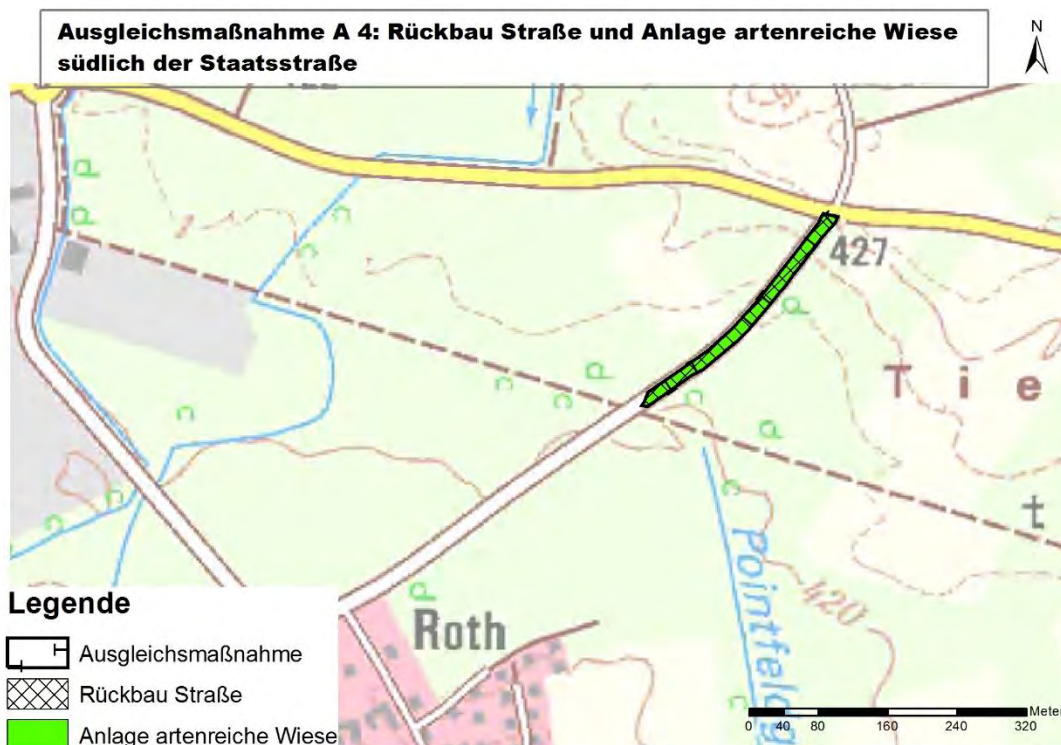 Ausgleichsmaßnahme A 4: Rückbau Straße und Anlage artenreiche Wiese
südlich der Staatsstraße
N
427
T i e
t
Pointfeldg
420
Roth
Legende
Ausgleichsmaßnahme
Rückbau Straße
Anlage artenreiche Wiese
Meter
0 40 80 160 240 320